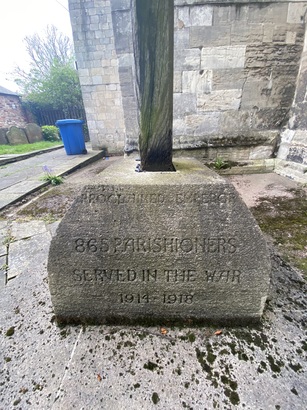 865 PARISHIONERS
SERVED IN THE WAR
1914-1918